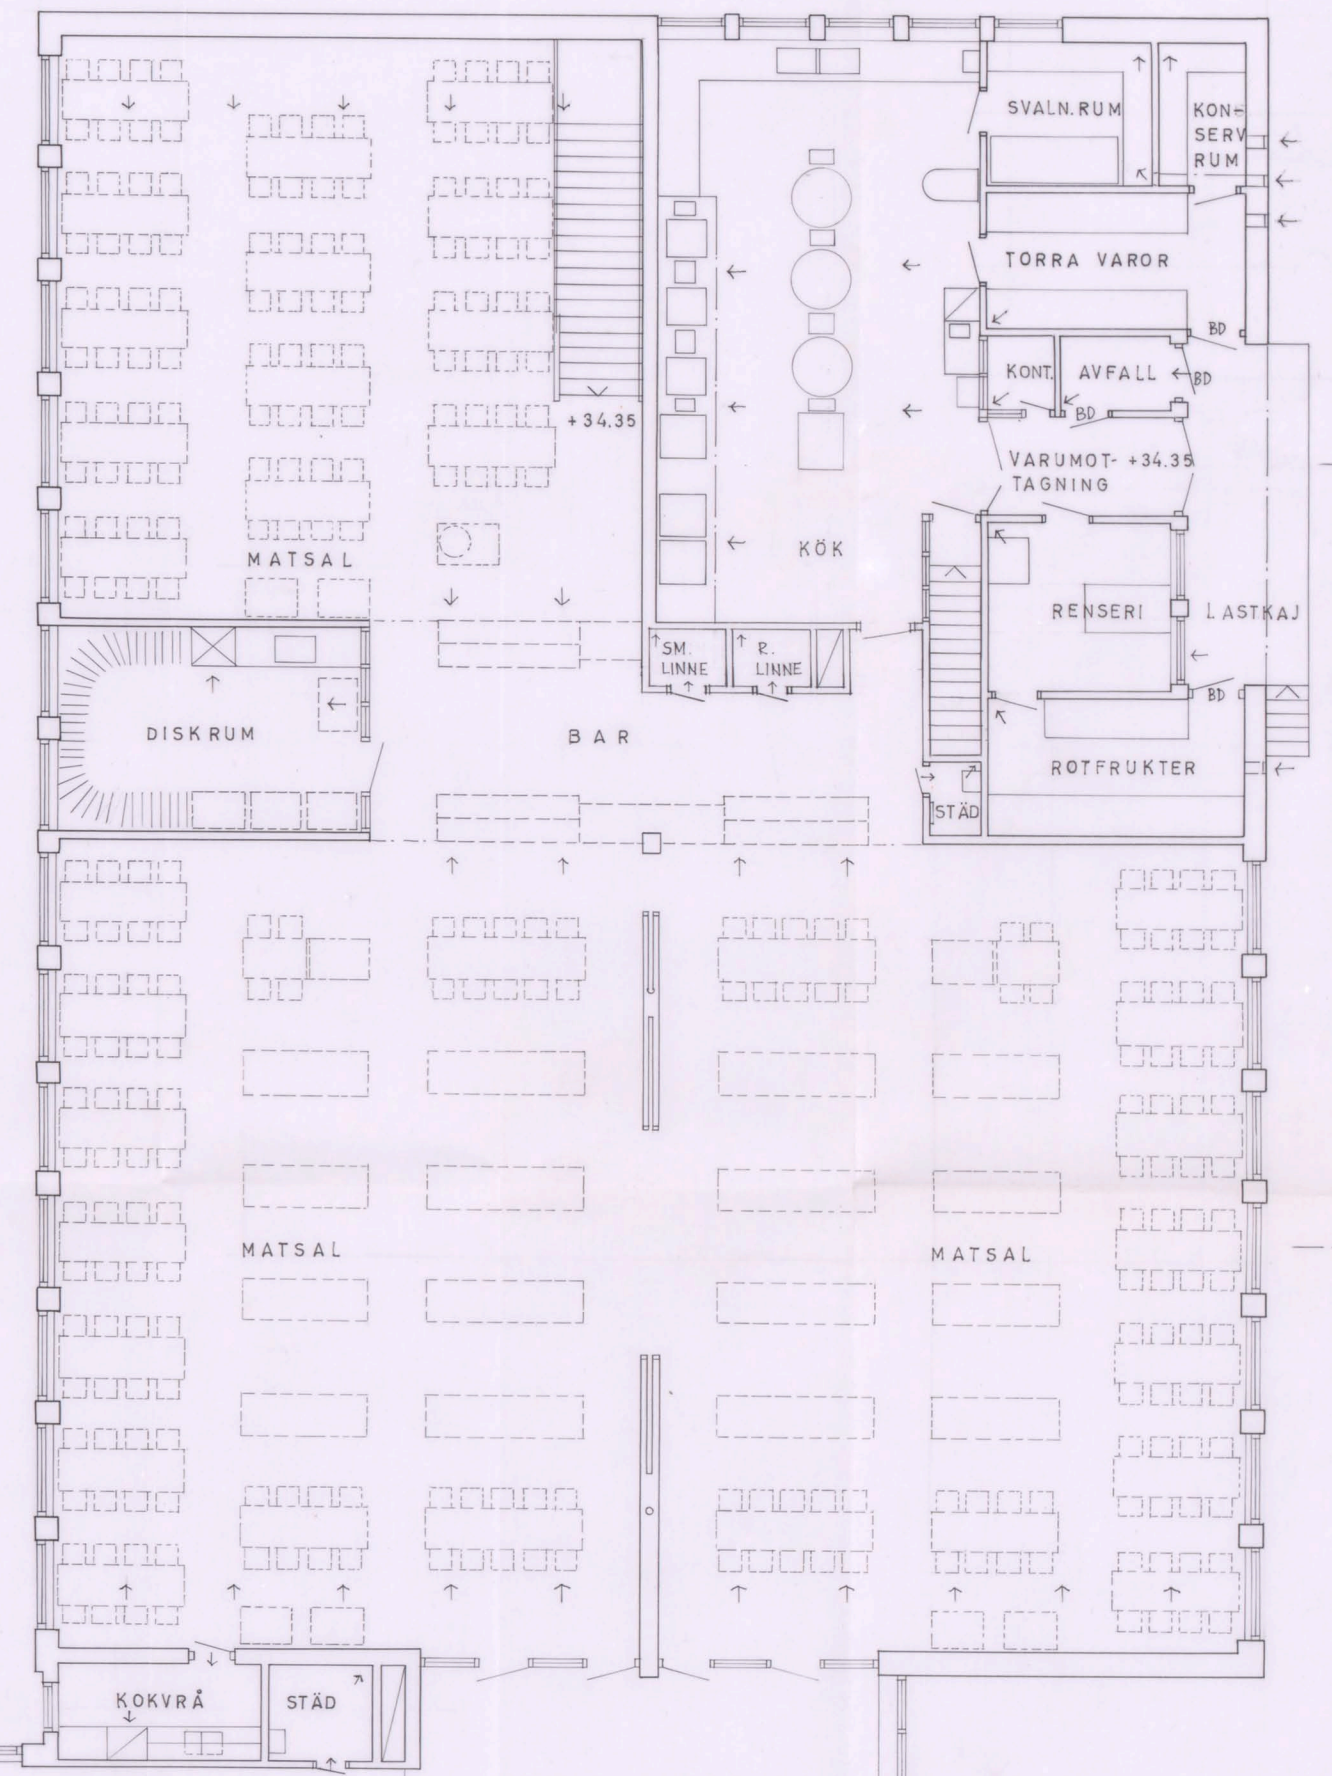 SVALN.RUM
KON-
SERV
RUM
TORRA VAROR
BD
KONT.
AVFALL
BD
BD
+34.35
VARUMOT- +34.35
TAGNING
MATSAL
KÖK
RENSERI
LASTKAJ
SM.
LINNE
R.
LINNE
BD
DISKRUM
BAR
ROTFRUKTER
STÄD
MATSAL
MATSAL
KOKVRÅ
STÄD